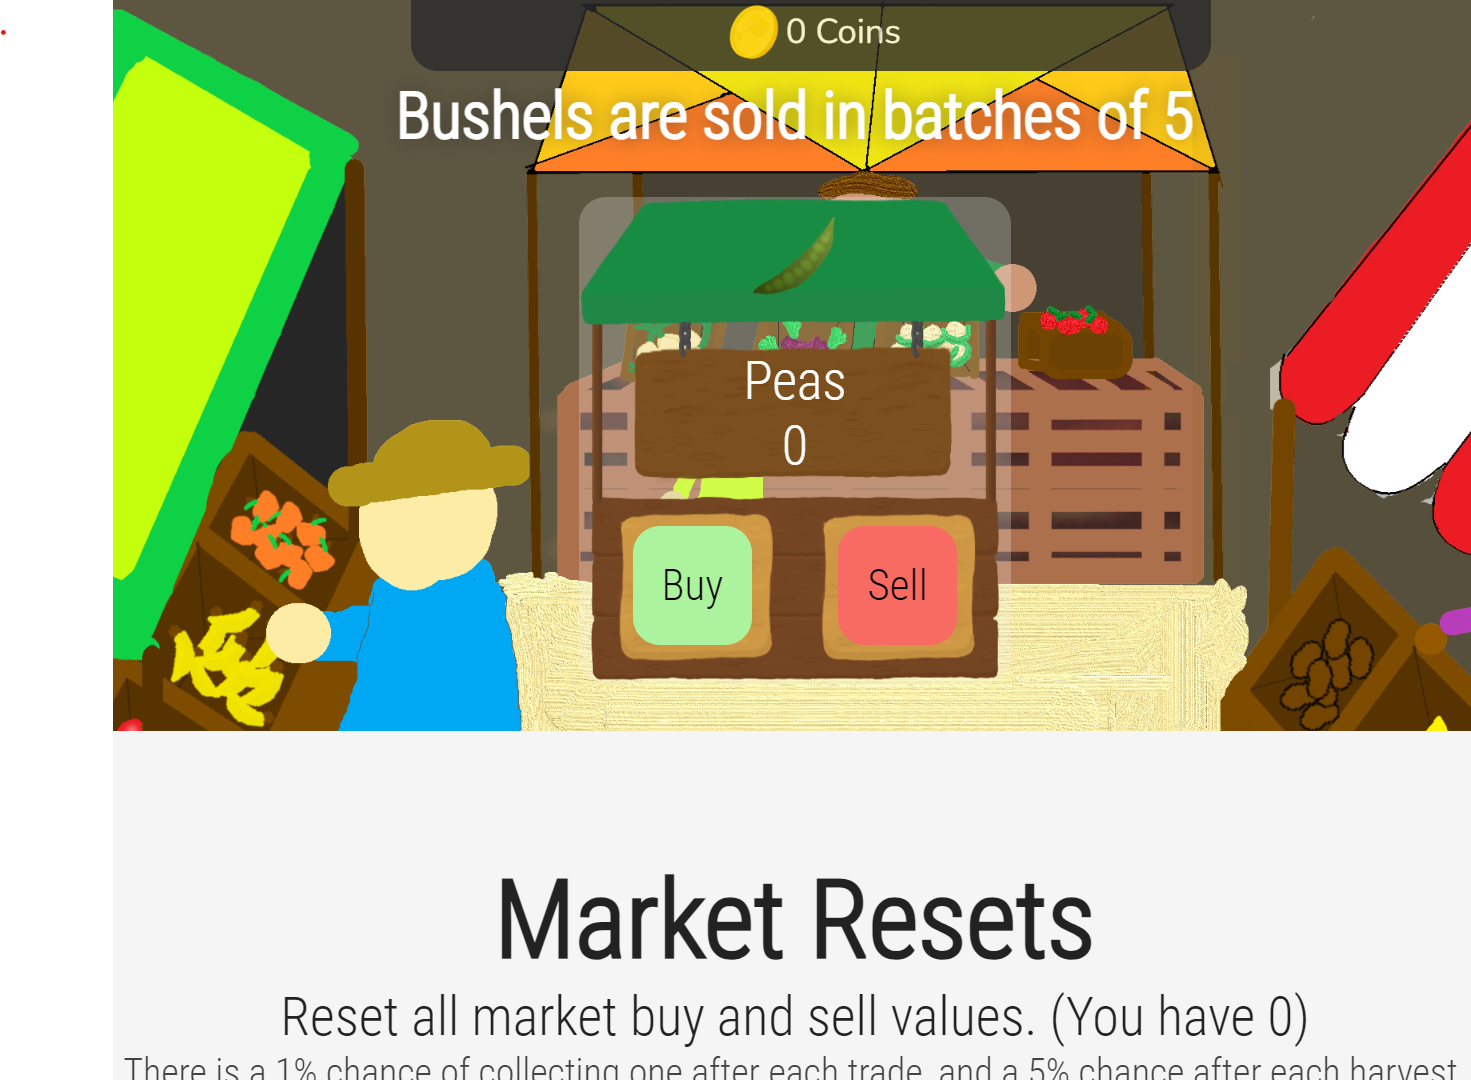 0 Coins
Bushels are sold in batches of 5
Peas
0
Buy
Sell
Market Resets
Reset all market buy and sell values. (You have 0)
There is a 1% chance of collecting one after each trade, and a 5% chance after each harvest